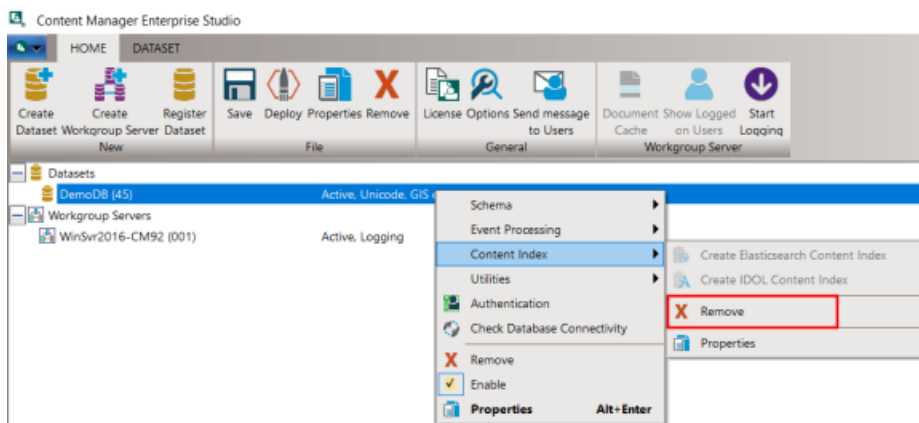 Content Manager Enterprise Studio
HOME DATASET
Create Dataset
Create Workgroup Server
Register Dataset
New
Save
Deploy
Properties
Remove
File
License
Options
Send message to Users
General
Document Cache
Show Logged on Users
Start Logging
Workgroup Server
Datasets
DemoDB (45) Active, Unicode, GIS
Workgroup Servers
WinSvr2016-CM92 (001) Active, Logging
Schema
Event Processing
Content Index
Utilities
Authentication
Check Database Connectivity
Remove
Enable
Properties Alt+Enter
Create Elasticsearch Content Index
Create IDOL Content Index
Remove
Properties